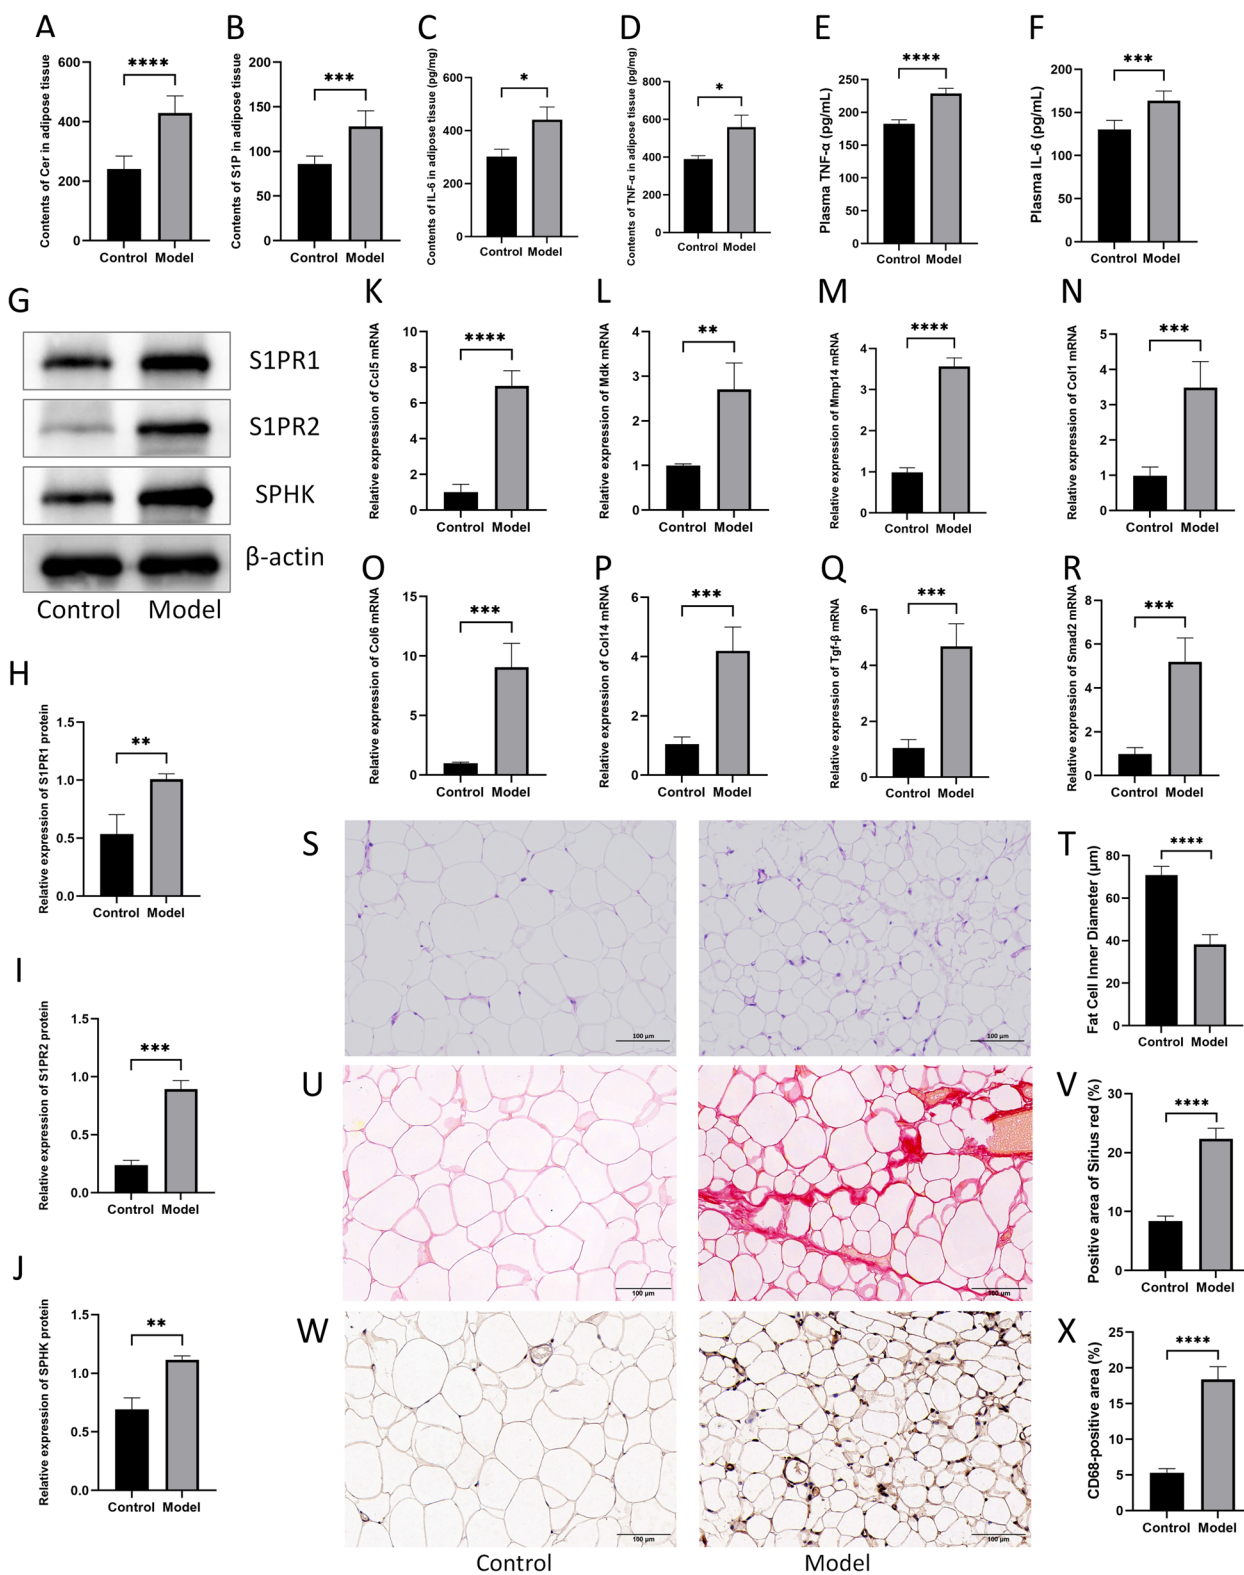 A
Contents of Cer in adipose tissue
600
400
200
0
****
Control Model
B
Contents of S1P in adipose tissue
200
150
100
50
0
***
Control Model
C
Contents of IL-6 in adipose tissue (pg/mg)
600
400
200
0
*
Control Model
D
Contents of TNF-α in adipose tissue (pg/mg)
800
600
400
200
0
*
Control Model
E
Plasma TNF-α (pg/mL)
250
200
150
100
50
0
****
Control Model
F
Plasma IL-6 (pg/mL)
200
150
100
50
0
***
Control Model
G
S1PR1
S1PR2
SPHK
β-actin
Control Model
K
Relative expression of Ccl5 mRNA
10
8
6
4
2
0
****
Control Model
L
Relative expression of Mdk mRNA
4
3
2
1
0
**
Control Model
M
Relative expression of Mmp14 mRNA
4
3
2
1
0
****
Control Model
N
Relative expression of Col1 mRNA
5
4
3
2
1
0
***
Control Model
O
Relative expression of Col6 mRNA
15
10
5
0
***
Control Model
P
Relative expression of Col14 mRNA
6
4
2
0
***
Control Model
Q
Relative expression of Tgf-β mRNA
6
4
2
0
***
Control Model
R
Relative expression of Smad2 mRNA
8
6
4
2
0
***
Control Model
H
Relative expression of S1PR1 protein
1.5
1.0
0.5
0.0
**
Control Model
I
Relative expression of S1PR2 protein
1.5
1.0
0.5
0.0
***
Control Model
J
Relative expression of SPHK protein
1.5
1.0
0.5
0.0
**
Control Model
S
100 μm
100 μm
T
Fat Cell Inner Diameter (μm)
80
60
40
20
0
****
Control Model
U
100 μm
100 μm
V
Positive area of Sirius red (%)
30
20
10
0
****
Control Model
W
100 μm
100 μm
X
CD68-positive area (%)
25
20
15
10
5
0
****
Control Model
Control Model